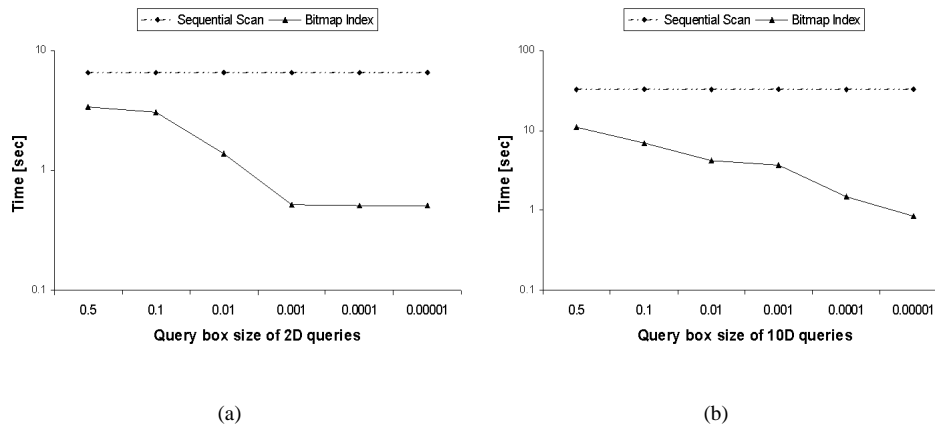 Sequential Scan Bitmap Index
10
1
0.1
Time [sec]
0.5 0.1 0.01 0.001 0.0001 0.00001
Query box size of 2D queries
(a)
Sequential Scan Bitmap Index
100
10
1
0.1
Time [sec]
0.5 0.1 0.01 0.001 0.0001 0.00001
Query box size of 10D queries
(b)